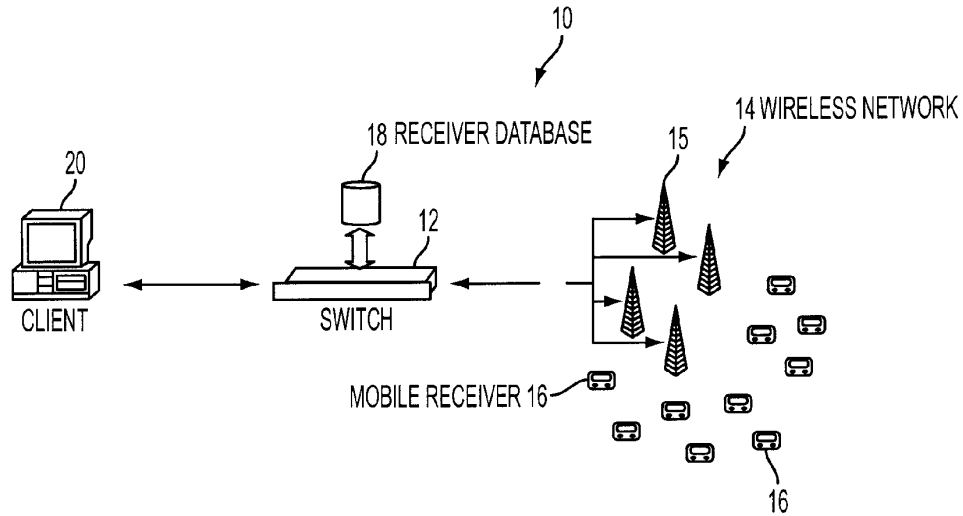 10
14 WIRELESS NETWORK
18 RECEIVER DATABASE
15
20
12
CLIENT
SWITCH
MOBILE RECEIVER 16
16